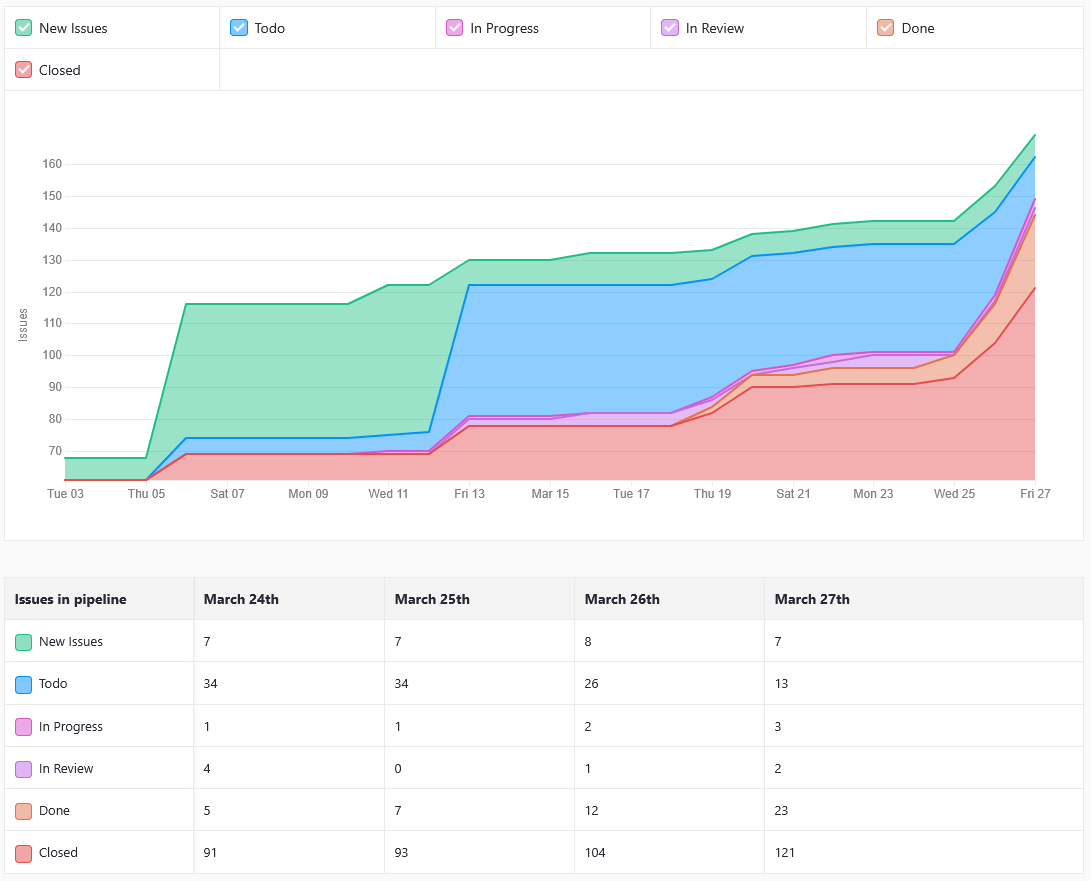 New Issues Todo In Progress In Review Done
Closed
160
150
140
130
120
110
100
90
80
70
Issues
Tue 03 Thu 05 Sat 07 Mon 09 Wed 11 Fri 13 Mar 15 Tue 17 Thu 19 Sat 21 Mon 23 Wed 25 Fri 27
Issues in pipeline March 24th March 25th March 26th March 27th
New Issues 7 7 8 7
Todo 34 34 26 13
In Progress 1 1 2 3
In Review 4 0 1 2
Done 5 7 12 23
Closed 91 93 104 121